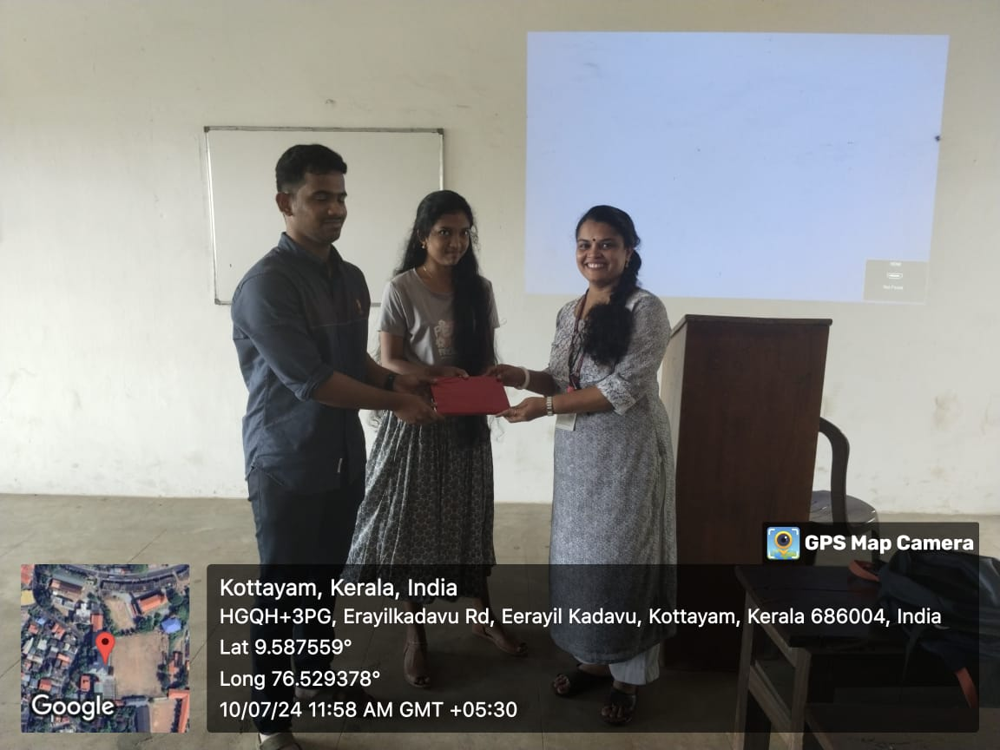 GPS Map Camera
Kottayam, Kerala, India
HGQH+3PG, Erayilkadavu Rd, Eerayil Kadavu, Kottayam, Kerala 686004, India
Lat 9.587559°
Long 76.529378°
10/07/24 11:58 AM GMT +05:30
Google